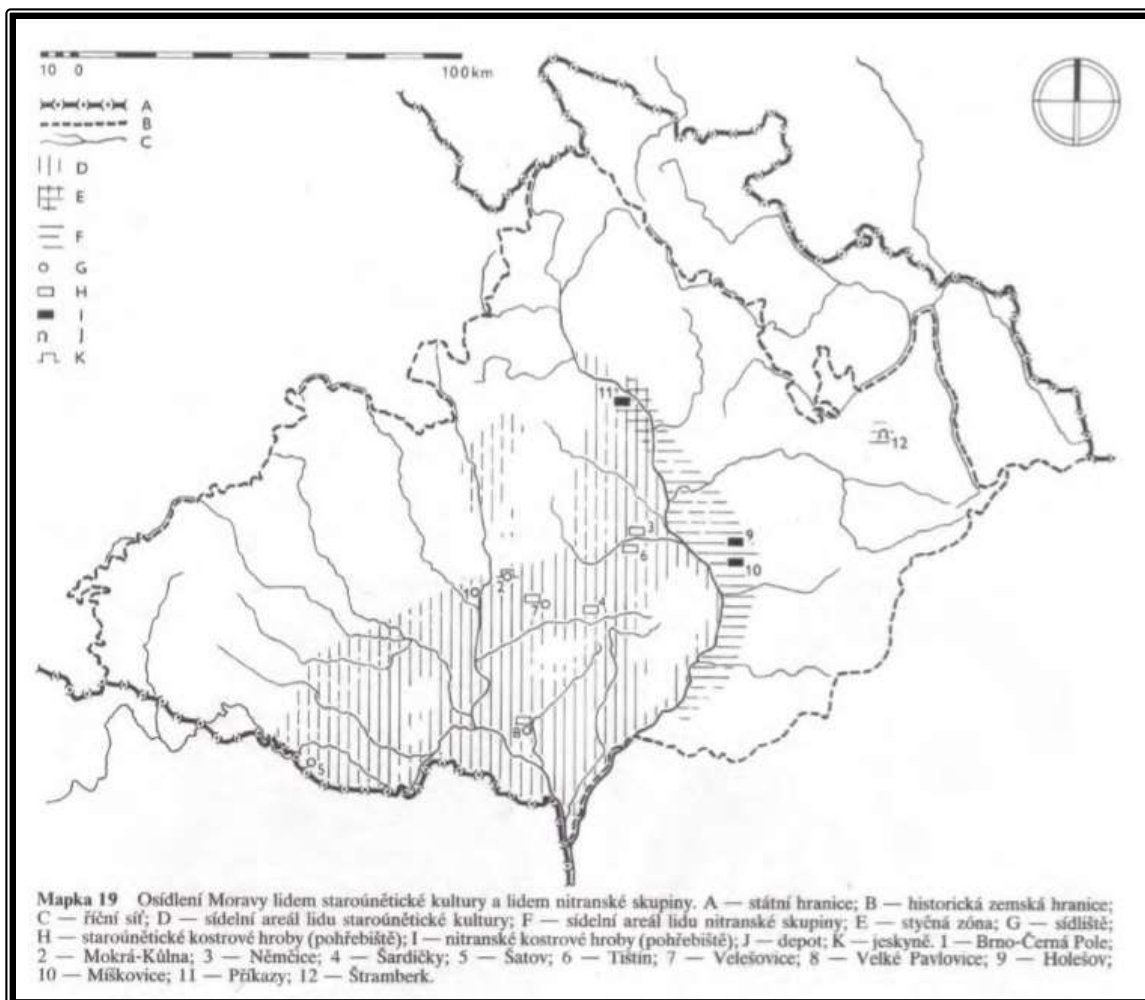 10 0 100 km
A
B
C
D
E
F
G
H
I
J
K
11
12
9
10
3
6
2
1
7
4
8
5
Mapka 19 Osídlení Moravy lidem staroúnětické kultury a lidem nitranské skupiny. A — státní hranice; B — historická zemská hranice;
C — říční síť; D — sídelní areál lidu staroúnětické kultury; F — sídelní areál lidu nitranské skupiny; E — styčná zóna; G — sídliště;
H — staroúnětické kostrové hroby (pohřebiště); I — nitranské kostrové hroby (pohřebiště); J — depot; K — jeskyně. 1 — Brno-Černá Pole;
2 — Mokrá-Kůlna; 3 — Němčice; 4 — Šardičky; 5 — Šatov; 6 — Tištín; 7 — Velešovice; 8 — Velké Pavlovice; 9 — Holešov;
10 — Míškovice; 11 — Příkazy; 12 — Štramberk.